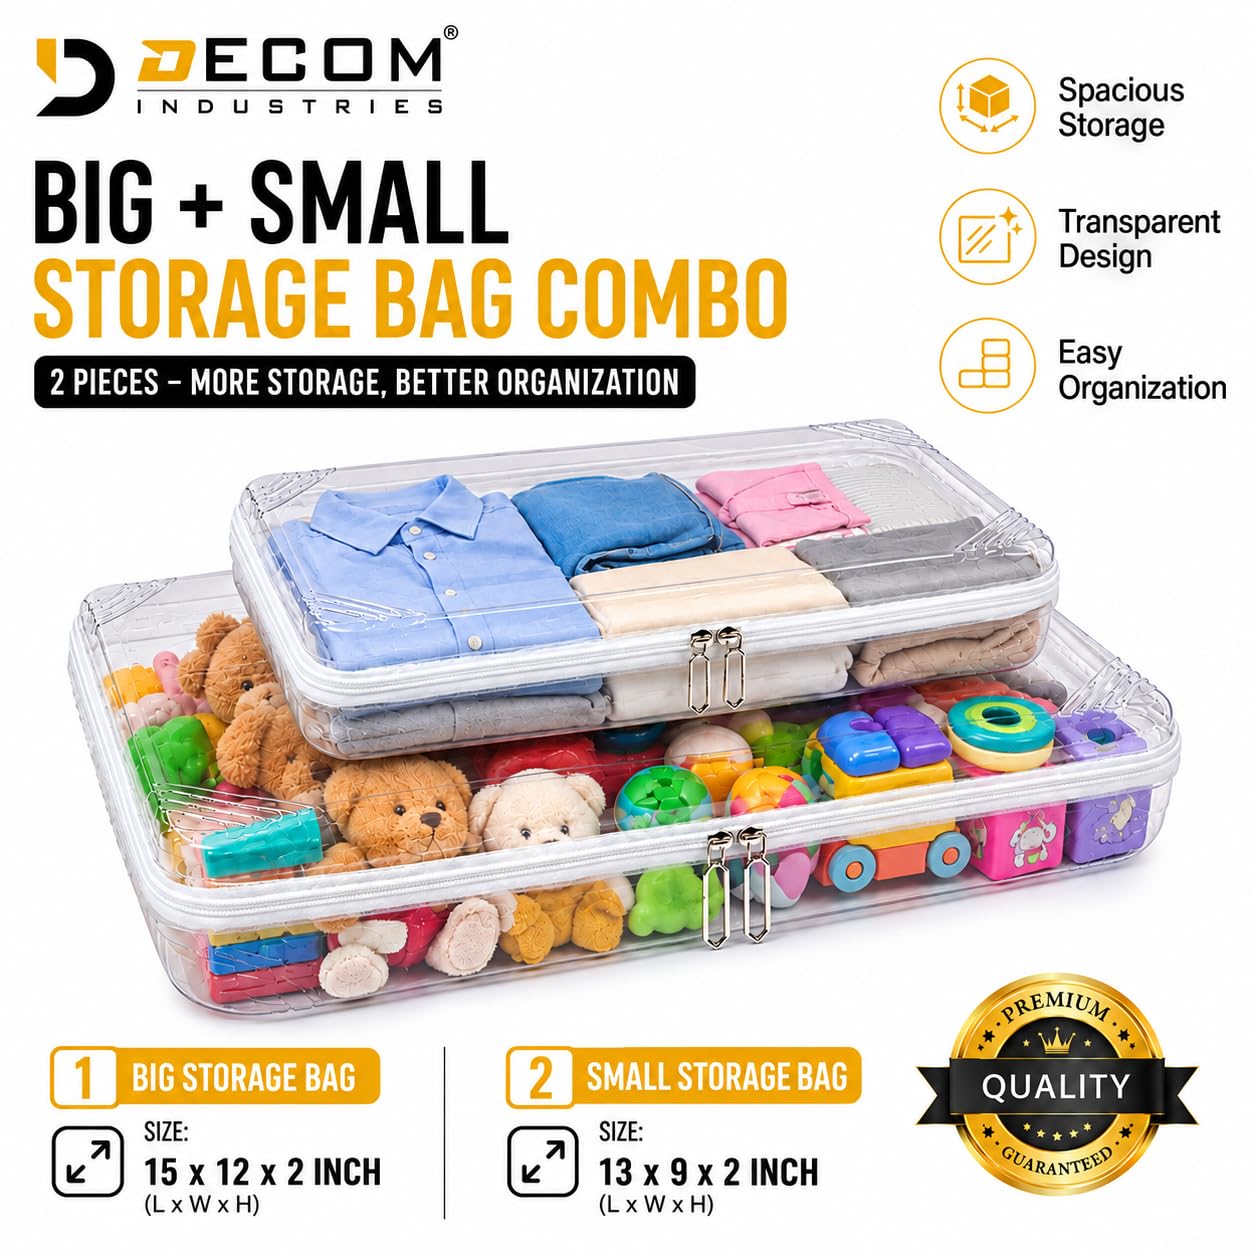 DECOM®
INDUSTRIES
BIG + SMALL
STORAGE BAG COMBO
2 PIECES – MORE STORAGE, BETTER ORGANIZATION
Spacious
Storage
Transparent
Design
Easy
Organization
1 BIG STORAGE BAG
SIZE:
15 x 12 x 2 INCH
(L x W x H)
2 SMALL STORAGE BAG
SIZE:
13 x 9 x 2 INCH
(L x W x H)
PREMIUM
QUALITY
GUARANTEED